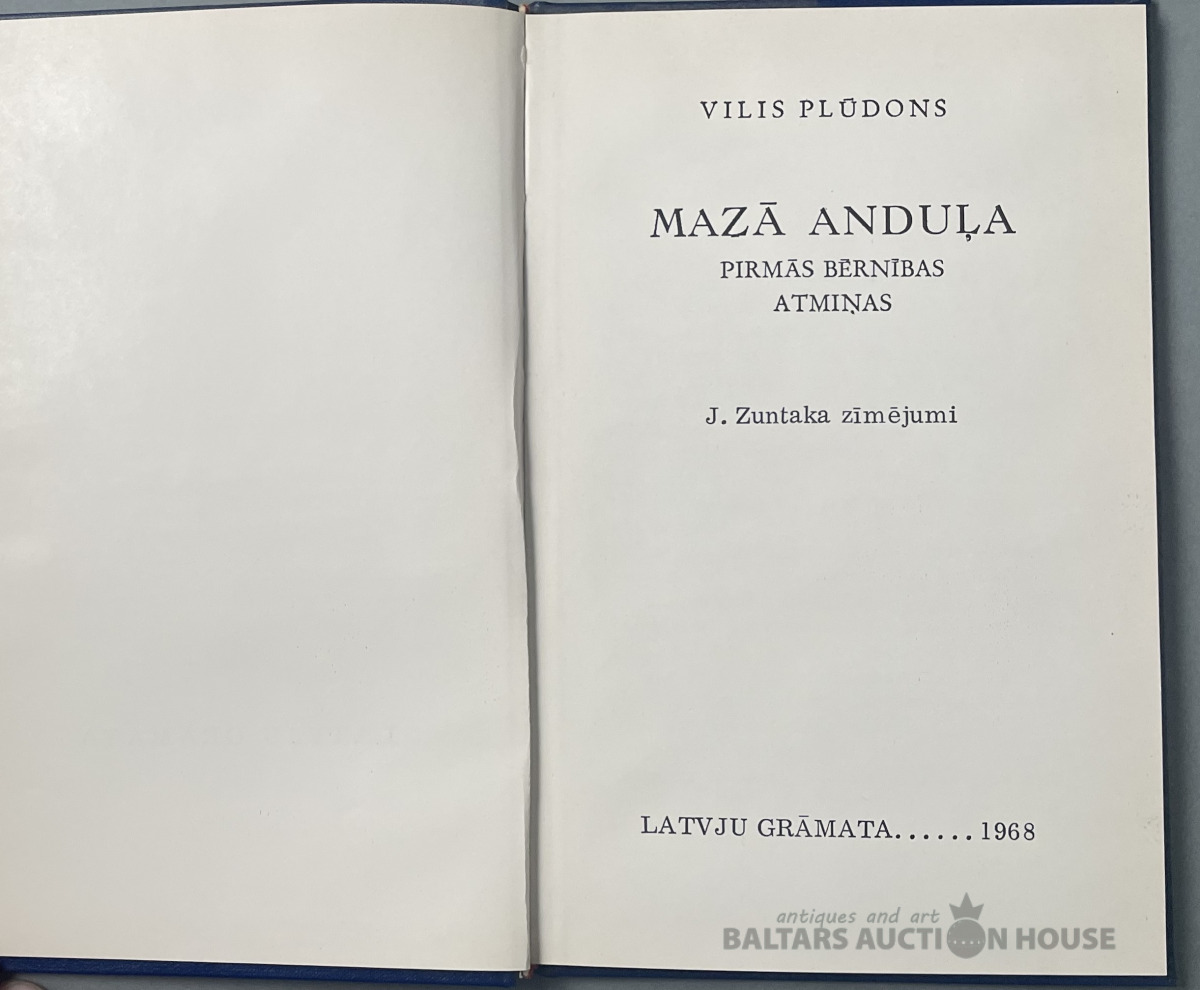 VILIS PLŪDONS
MAZĀ ANDUĻA
PIRMĀS BĒRNĪBAS
ATMIŅAS
J. Zuntaka zīmējumi
LATVJU GRĀMATA......1968
antiques and art
BALTARS AUCTION HOUSE